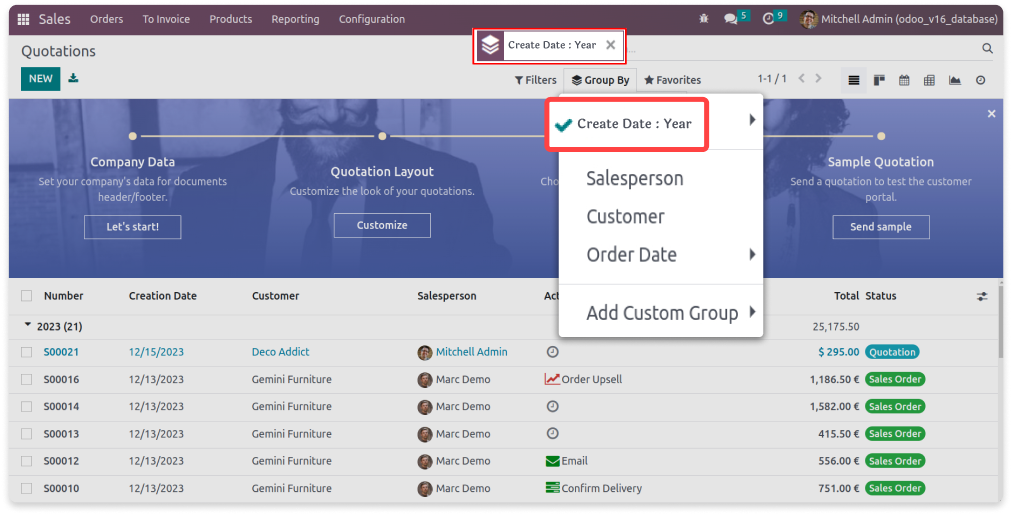 Sales Orders To Invoice Products Reporting Configuration 5 9 Mitchell Admin (odoo_v16_database)
Quotations
Create Date : Year ×
NEW
Filters Group By Favorites 1-1 / 1
Create Date : Year
Salesperson
Customer
Order Date
Add Custom Group
Company Data
Set your company's data for documents
header/footer.
Let's start!
Quotation Layout
Customize the look of your quotations.
Customize
Cho
Sample Quotation
Send a quotation to test the customer
portal.
Send sample
Number Creation Date Customer Salesperson Act Total Status
2023 (21) 25,175.50
S00021 12/15/2023 Deco Addict Mitchell Admin $ 295.00 Quotation
S00016 12/13/2023 Gemini Furniture Marc Demo Order Upsell 1,186.50 € Sales Order
S00014 12/13/2023 Gemini Furniture Marc Demo 1,582.00 € Sales Order
S00013 12/13/2023 Gemini Furniture Marc Demo 415.50 € Sales Order
S00012 12/13/2023 Gemini Furniture Marc Demo Email 556.00 € Sales Order
S00010 12/13/2023 Gemini Furniture Marc Demo Confirm Delivery 751.00 € Sales Order